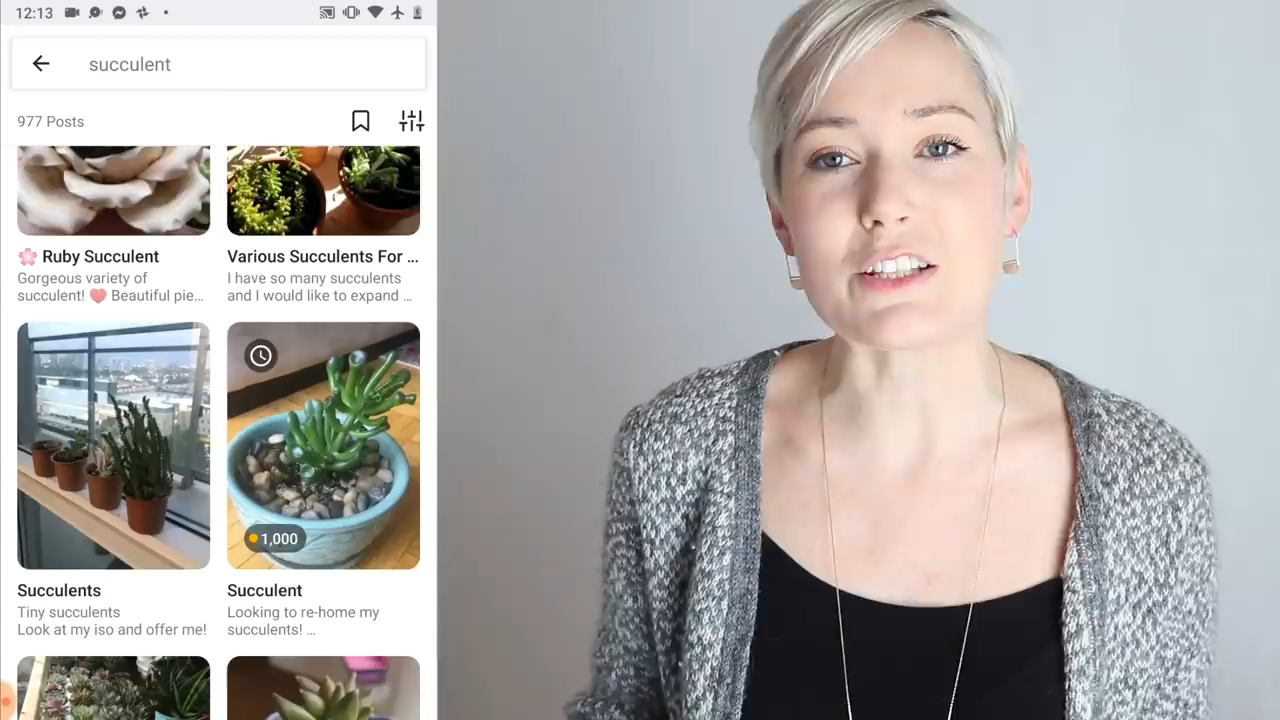 12:13
succulent
977 Posts
🌸 Ruby Succulent
Gorgeous variety of
succulent! ❤️ Beautiful pie…
Various Succulents For …
I have so many succulents
and I would like to expand …
1,000
Succulents
Tiny succulents
Look at my iso and offer me!
Succulent
Looking to re-home my
succulents! …